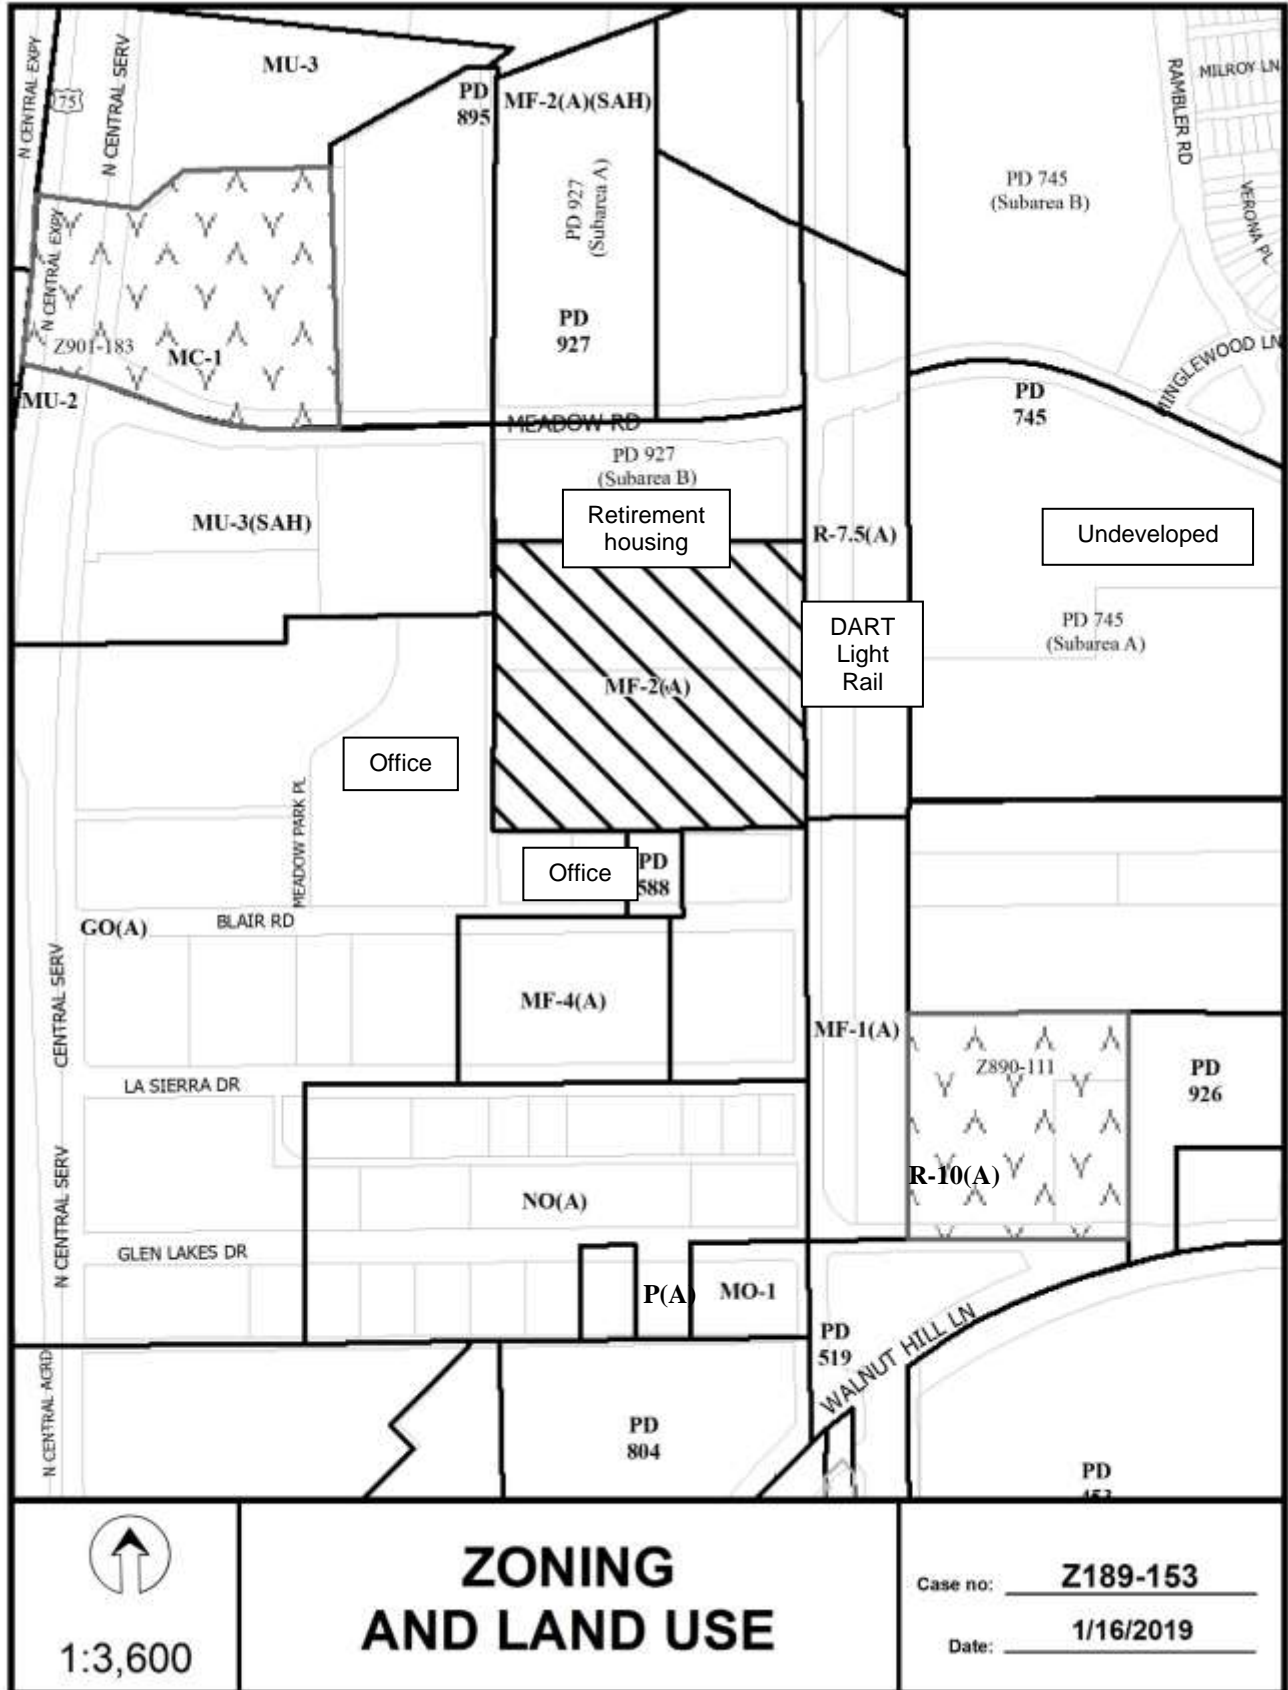 N CENTRAL EXPY
75
N CENTRAL SERV
MU-3
PD
895
MF-2(A)(SAH)
PD 927
(Subarea A)
PD
927
RAMBLER RD
MILROY LN
VERONA PL
PD 745
(Subarea B)
N CENTRAL EXPY
Z901-183
MC-1
MU-2
MINGLEWOOD LN
PD
745
MEADOW RD
PD 927
(Subarea B)
Retirement
housing
MU-3(SAH)
R-7.5(A)
Undeveloped
DART
Light
Rail
PD 745
(Subarea A)
MF-2(A)
Office
MEADOW PARK PL
Office
PD
588
GO(A)
BLAIR RD
CENTRAL SERV
MF-4(A)
MF-1(A)
Z890-111
PD
926
LA SIERRA DR
N CENTRAL SERV
R-10(A)
NO(A)
GLEN LAKES DR
P(A)
MO-1
PD
519
WALNUT HILL LN
N CENTRAL ACRD
PD
804
PD
453
1:3,600
ZONING
AND LAND USE
Case no: Z189-153
Date: 1/16/2019